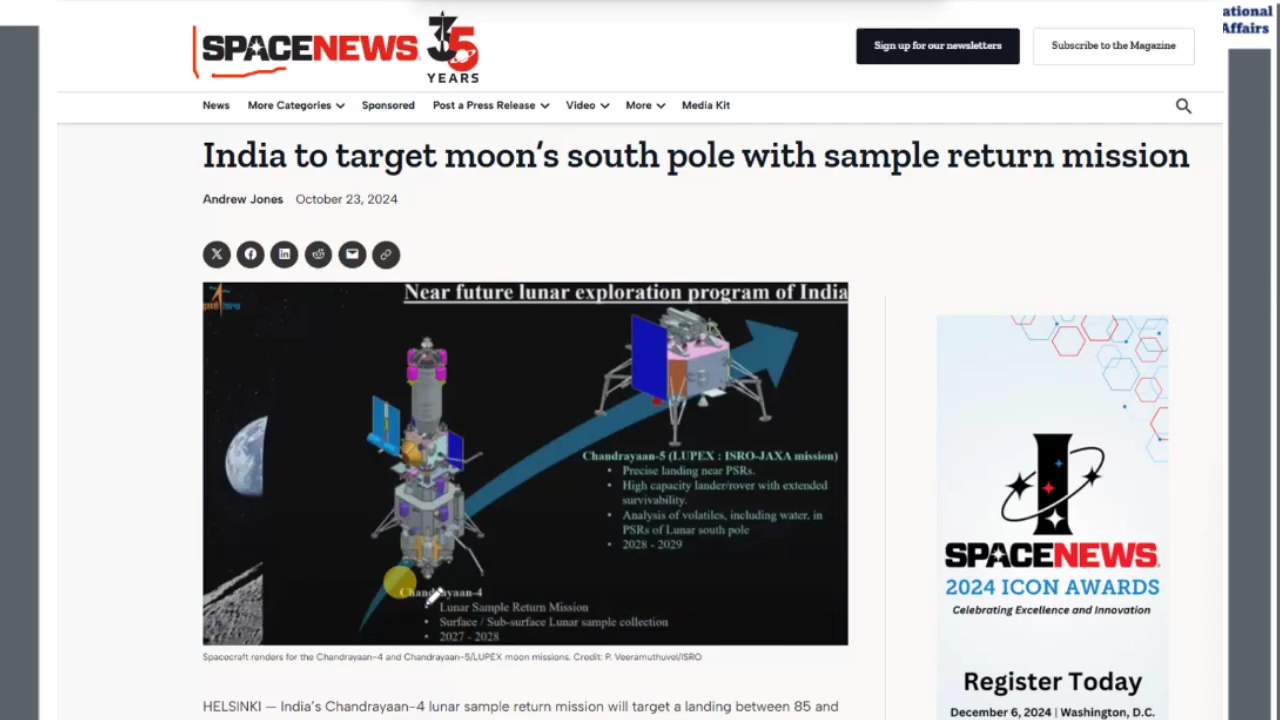 ational
Affairs
SPACENEWS 35
YEARS
Sign up for our newsletters
Subscribe to the Magazine
News More Categories Sponsored Post a Press Release Video More Media Kit
India to target moon's south pole with sample return mission
Andrew Jones October 23, 2024
Near future lunar exploration program of India
Chandrayaan-5 (LUPEX : ISRO-JAXA mission)
• Precise landing near PSRs.
• High capacity lander/rover with extended
survivability.
• Analysis of volatiles, including water, in
PSRs of Lunar south pole
• 2028 - 2029
Chandrayaan-4
• Lunar Sample Return Mission
• Surface / Sub-surface Lunar sample collection
• 2027 - 2028
Spacecraft renders for the Chandrayaan-4 and Chandrayaan-5/LUPEX moon missions. Credit: P. Veeramuthuvel/ISRO
HELSINKI — India's Chandrayaan-4 lunar sample return mission will target a landing between 85 and
SPACENEWS.
2024 ICON AWARDS
Celebrating Excellence and Innovation
Register Today
December 6, 2024 | Washington, D.C.